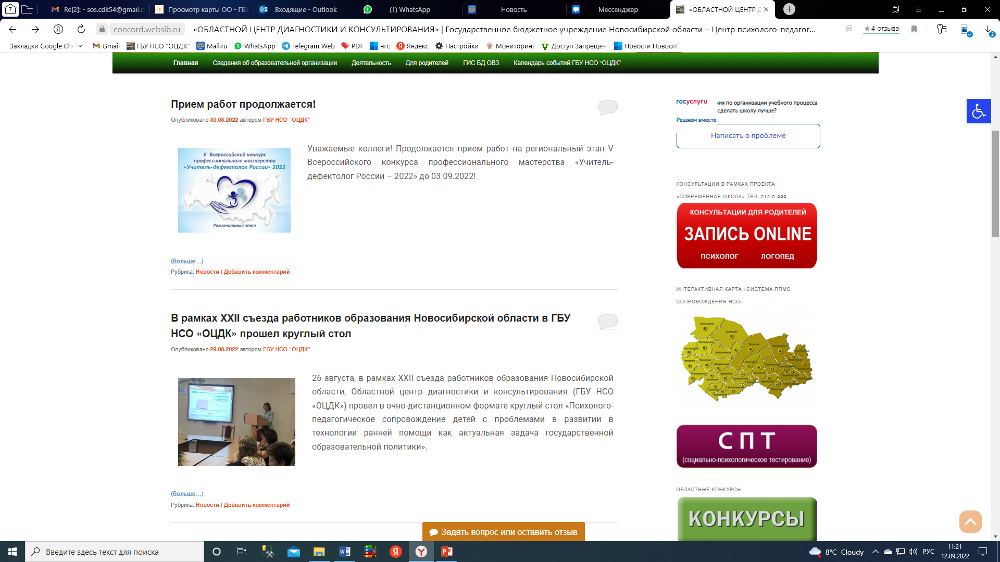 7
Re[2]: - sos.cdk54@gmail.c
Просмотр карты ОО - ГБУ
Входящие - Outlook
(1) WhatsApp
Новость
Мессенджер
«ОБЛАСТНОЙ ЦЕНТР Д
concord.websib.ru
«ОБЛАСТНОЙ ЦЕНТР ДИАГНОСТИКИ И КОНСУЛЬТИРОВАНИЯ» | Государственное бюджетное учреждение Новосибирской области – Центр психолого-педагог...
4 отзыва
2
Закладки Google Chr
Gmail
ГБУ НСО "ОЦДК"
Mail.ru
WhatsApp
Telegram Web
PDF
нгс
Яндекс
Настройки
Мониторинг
Доступ Запрещен
Новости Новосиб
Главная
Сведения об образовательной организации
Деятельность
Для родителей
ГИС БД ОВЗ
Календарь событий ГБУ НСО “ОЦДК”
Прием работ продолжается!
Опубликовано 30.08.2022 автором ГБУ НСО "ОЦДК"
V Всероссийский конкурс
профессионального мастерства
«Учитель-дефектолог России» 2022
Региональный этап
Уважаемые коллеги! Продолжается прием работ на региональный этап V
Всероссийского конкурса профессионального мастерства «Учитель-
дефектолог России – 2022» до 03.09.2022!
(больше…)
Рубрика: Новости | Добавить комментарий
В рамках XXII съезда работников образования Новосибирской области в ГБУ
НСО «ОЦДК» прошел круглый стол
Опубликовано 29.08.2022 автором ГБУ НСО "ОЦДК"
26 августа, в рамках XXII съезда работников образования Новосибирской
области, Областной центр диагностики и консультирования (ГБУ НСО
«ОЦДК») провел в очно-дистанционном формате круглый стол «Психолого-
педагогическое сопровождение детей с проблемами в развитии в
технологии ранней помощи как актуальная задача государственной
образовательной политики».
(больше…)
Рубрика: Новости | Добавить комментарий
госуслуги
ния по организации учебного процесса
сделать школу лучше?
Решаем вместе
Написать о проблеме
КОНСУЛЬТАЦИИ В РАМКАХ ПРОЕКТА
«СОВРЕМЕННАЯ ШКОЛА» ТЕЛ. 212-0-999
КОНСУЛЬТАЦИИ ДЛЯ РОДИТЕЛЕЙ
ЗАПИСЬ ONLINE
ПСИХОЛОГ ЛОГОПЕД
ИНТЕРАКТИВНАЯ КАРТА «СИСТЕМА ППМС
СОПРОВОЖДЕНИЯ НСО»
СПТ
(социально-психологическое тестирование)
ОБЛАСТНЫЕ КОНКУРСЫ
КОНКУРСЫ
Задать вопрос или оставить отзыв
Введите здесь текст для поиска
8°C Cloudy
РУС
11:21
12.09.2022